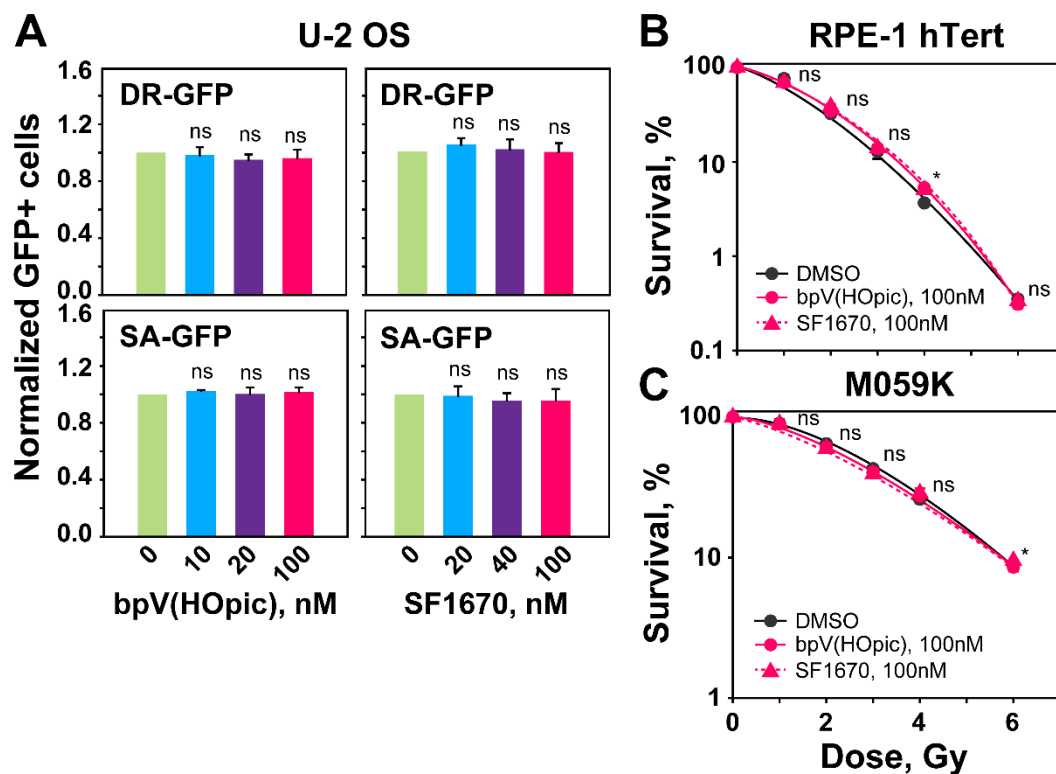 A
U-2 OS
Normalized GFP+ cells
1.6
1.2
0.8
0.4
0.0
DR-GFP
ns
ns
ns
DR-GFP
ns
ns
ns
1.6
1.2
0.8
0.4
0.0
SA-GFP
ns
ns
ns
SA-GFP
ns
ns
ns
0
10
20
100
bpV(HOpic), nM
0
20
40
100
SF1670, nM
B
RPE-1 hTert
Survival, %
100
10
1
0.1
ns
ns
ns
*
ns
DMSO
bpV(HOpic), 100nM
SF1670, 100nM
C
M059K
Survival, %
100
10
1
ns
ns
ns
ns
*
DMSO
bpV(HOpic), 100nM
SF1670, 100nM
0
2
4
6
Dose, Gy